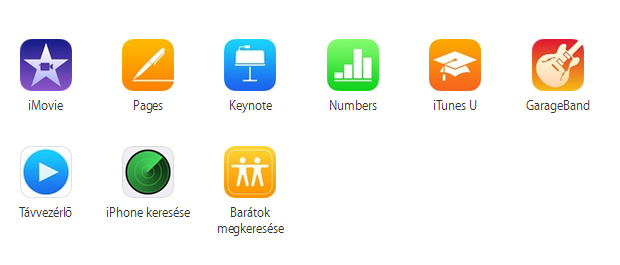 iMovie
Pages
Keynote
Numbers
iTunes U
GarageBand
Távvezérlő
iPhone keresése
Barátok
megkeresése